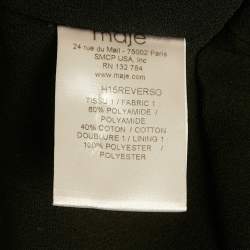 maje
24 rue du Mail - 75002 Paris
SMCP USA, Inc
RN 132 784
www.maje.com
H15REVERSO
TISSU 1 / FABRIC 1
60% POLYAMIDE /
POLYAMIDE
40% COTON / COTTON
DOUBLURE 1 / LINING 1
100% POLYESTER /
POLYESTER